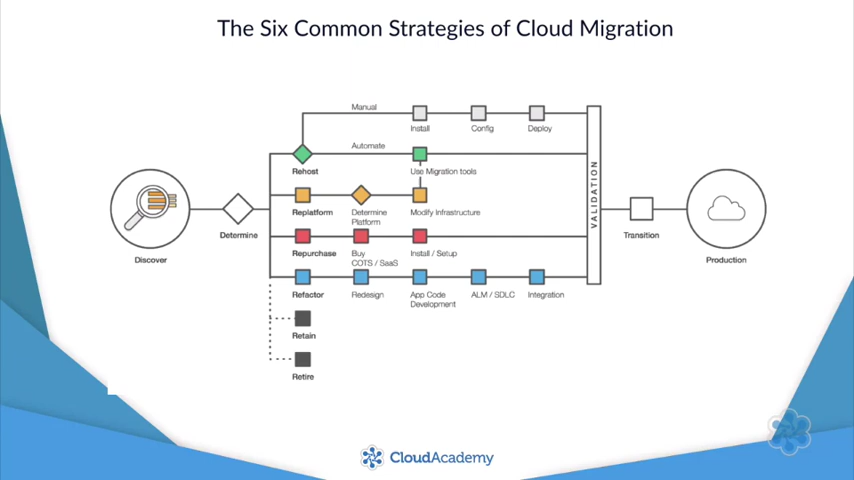 The Six Common Strategies of Cloud Migration
Manual
Install
Config
Deploy
Automate
Rehost
Use Migration tools
Replatform
Determine
Platform
Modify Infrastructure
Repurchase
Buy
COTS / SaaS
Install / Setup
Refactor
Redesign
App Code
Development
ALM / SDLC
Integration
Retain
Retire
Discover
Determine
VALIDATION
Transition
Production
CloudAcademy